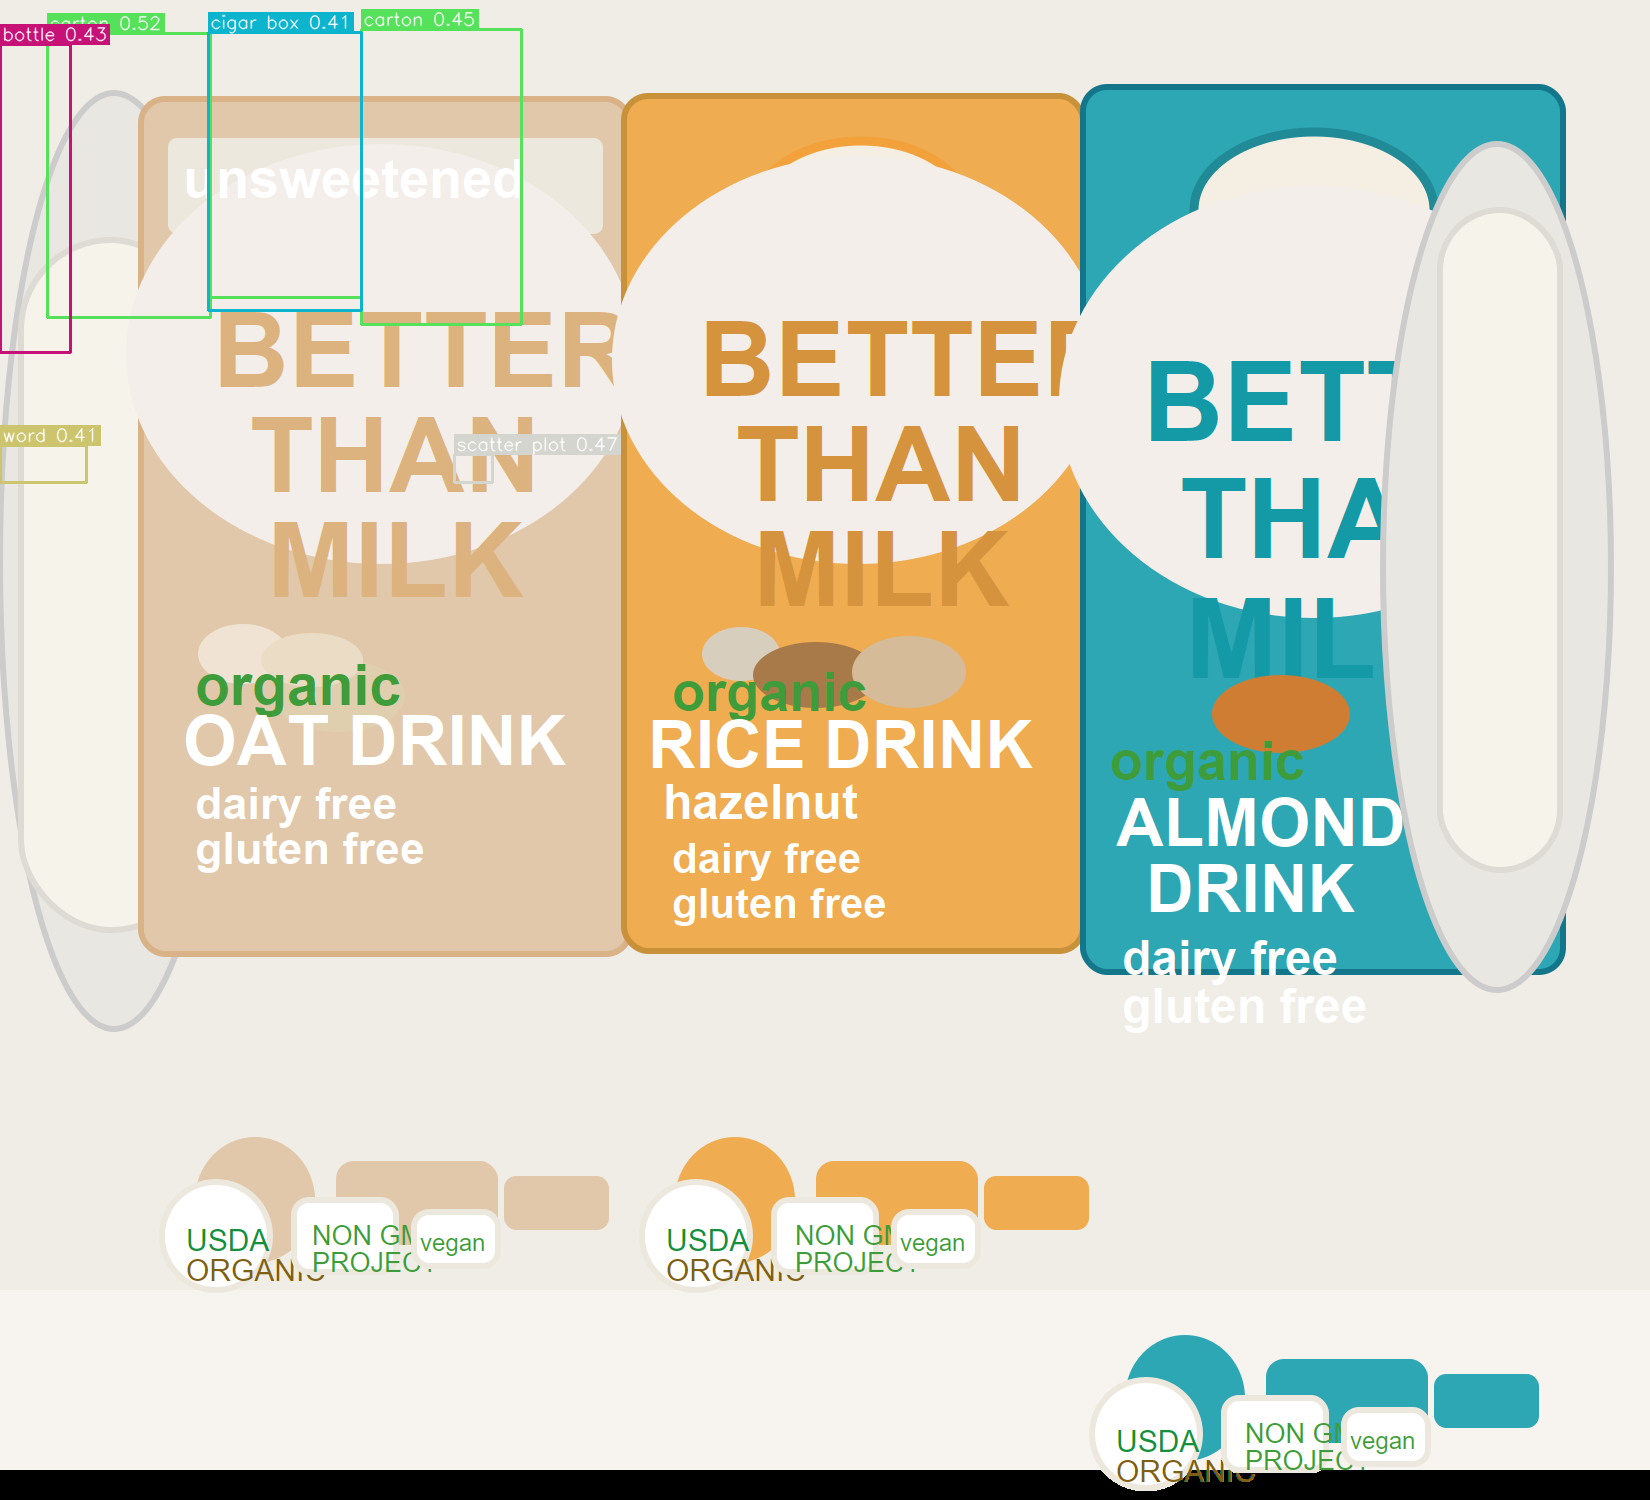 carton 0.52
cigar box 0.41
carton 0.45
bottle 0.43
unsweetened
BETTER
THAN
MILK
word 0.41
scatter plot 0.47
organic
OAT DRINK
dairy free
gluten free
BETTER
THAN
MILK
organic
RICE DRINK
hazelnut
dairy free
gluten free
BETT
THA
MIL
organic
ALMOND
DRINK
dairy free
gluten free
USDA
ORGANIC
NON GM
PROJECT
vegan
USDA
ORGANIC
NON GM
PROJECT
vegan
USDA
ORGANIC
NON GM
PROJECT
vegan